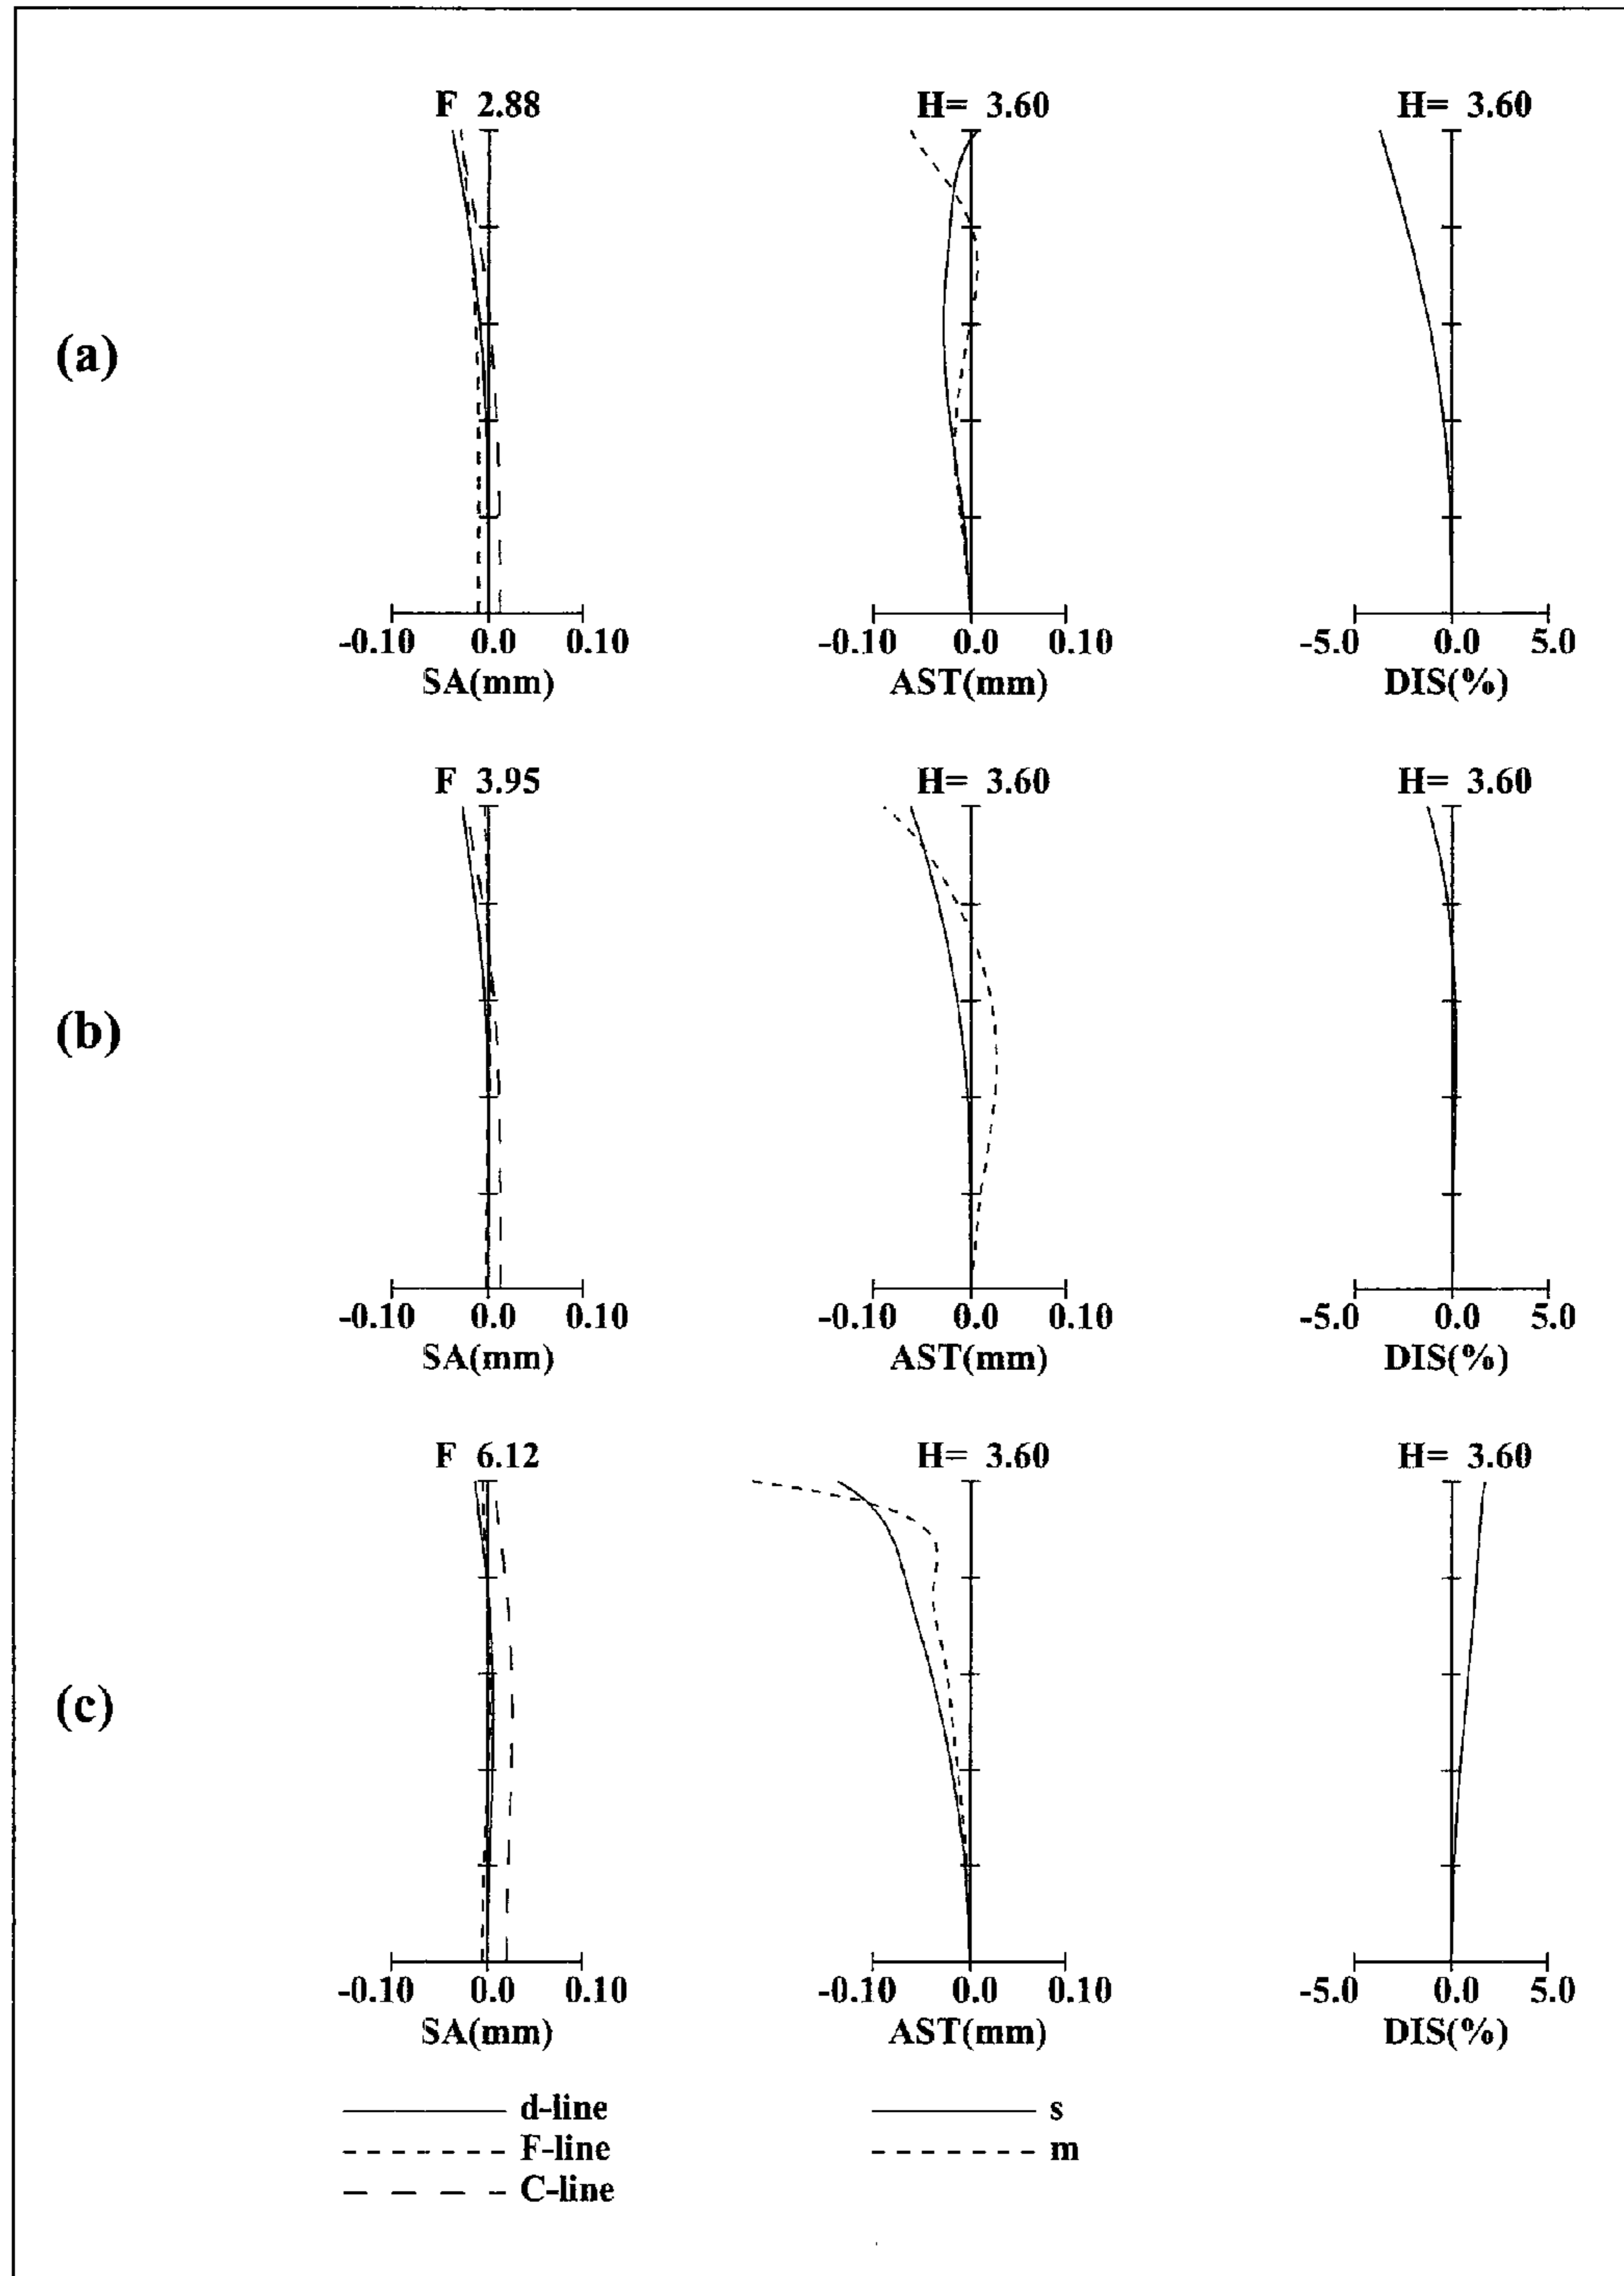 F 2.88 H= 3.60 H= 3.60
(a)
-0.10 0.0 0.10 -0.10 0.0 0.10 -5.0 0.0 5.0
SA(mm) AST(mm) DIS(%)
F 3.95 H= 3.60 H= 3.60
(b)
-0.10 0.0 0.10 -0.10 0.0 0.10 -5.0 0.0 5.0
SA(mm) AST(mm) DIS(%)
F 6.12 H= 3.60 H= 3.60
(c)
-0.10 0.0 0.10 -0.10 0.0 0.10 -5.0 0.0 5.0
SA(mm) AST(mm) DIS(%)
d-line s
F-line m
C-line